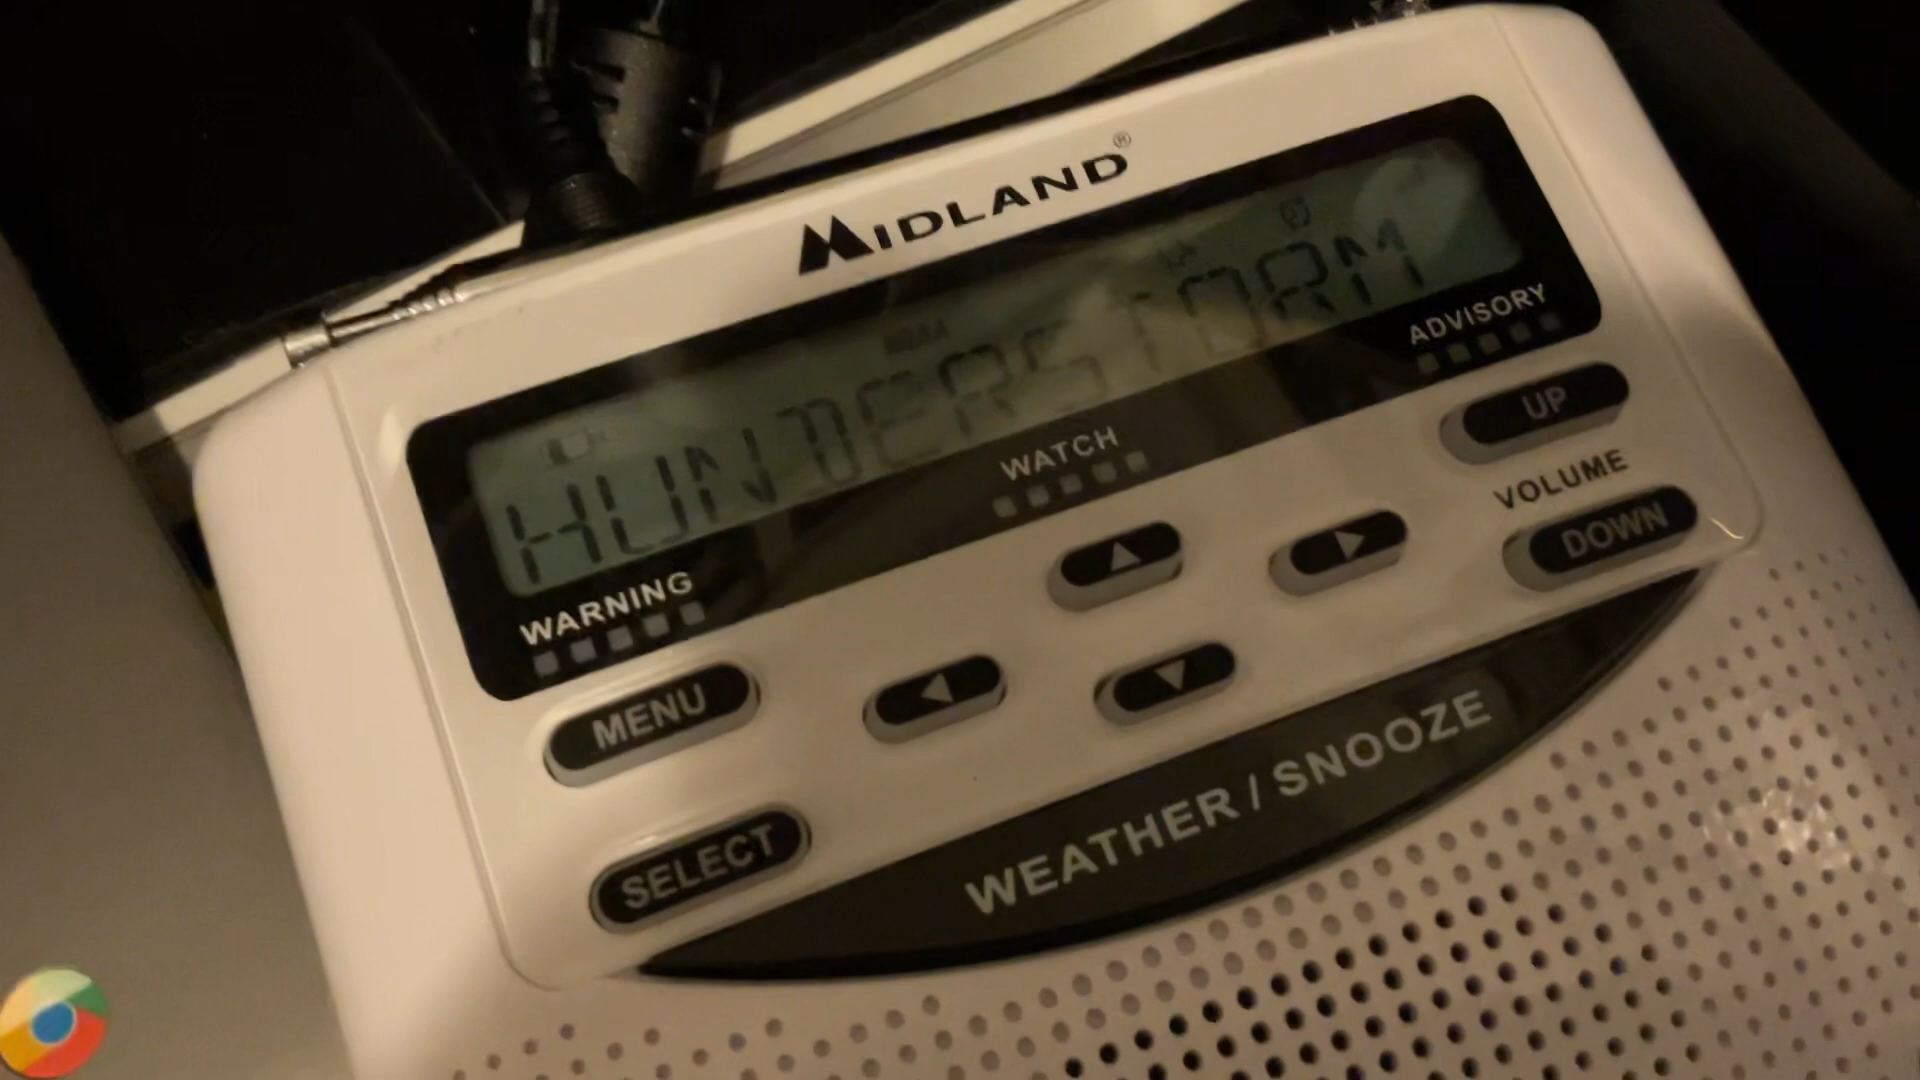 MIDLAND®
HUNDERSTORM
WARNING
WATCH
ADVISORY
UP
VOLUME
DOWN
MENU
SELECT
WEATHER / SNOOZE